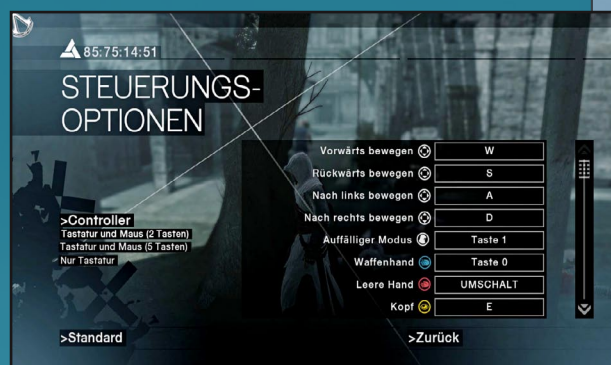 85:75:14:51
STEUERUNGS-
OPTIONEN
Vorwärts bewegen W
Rückwärts bewegen S
Nach links bewegen A
Nach rechts bewegen D
Auffälliger Modus Taste 1
Waffenhand Taste 0
Leere Hand UMSCHALT
Kopf E
>Controller
Tastatur und Maus (2 Tasten)
Tastatur und Maus (5 Tasten)
Nur Tastatur
>Standard
>Zurück